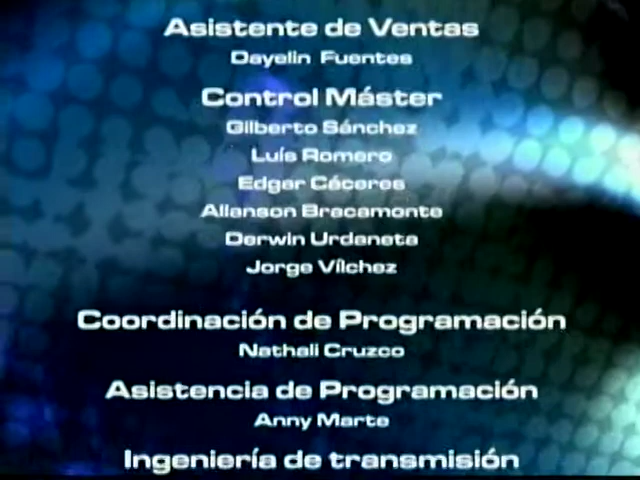 Asistente de Ventas
Dayelin Fuentes
Control Máster
Gilberto Sánchez
Luís Romero
Edgar Cáceres
Allanson Bracamonte
Derwin Urdaneta
Jorge Vílchez
Coordinación de Programación
Nathali Cruzco
Asistencia de Programación
Anny Marte
Ingeniería de transmisión